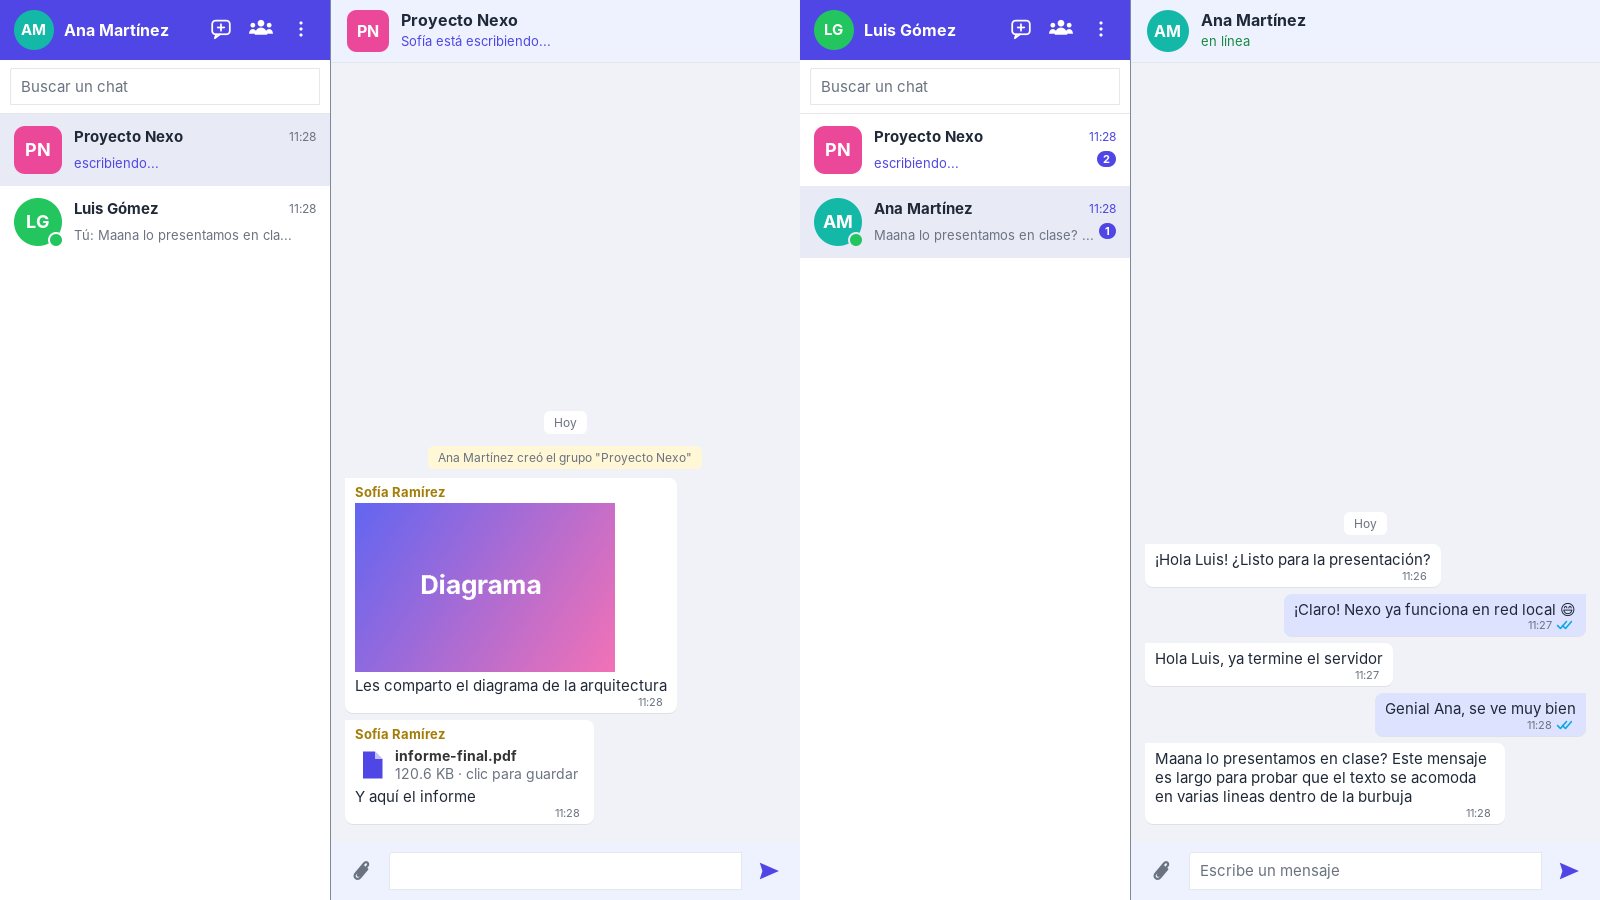 AM Ana Martínez
Buscar un chat
PN Proyecto Nexo 11:28
escribiendo...
LG Luis Gómez 11:28
Tú: Maana lo presentamos en cla...
PN Proyecto Nexo
Sofía está escribiendo...
Hoy
Ana Martínez creó el grupo "Proyecto Nexo"
Sofía Ramírez
Diagrama
Les comparto el diagrama de la arquitectura
11:28
Sofía Ramírez
informe-final.pdf
120.6 KB · clic para guardar
Y aquí el informe
11:28
LG Luis Gómez
Buscar un chat
PN Proyecto Nexo 11:28
escribiendo... 2
AM Ana Martínez 11:28
Maana lo presentamos en clase? ... 1
AM Ana Martínez
en línea
Hoy
¡Hola Luis! ¿Listo para la presentación?
11:26
¡Claro! Nexo ya funciona en red local 😄
11:27
Hola Luis, ya termine el servidor
11:27
Genial Ana, se ve muy bien
11:28
Maana lo presentamos en clase? Este mensaje
es largo para probar que el texto se acomoda
en varias lineas dentro de la burbuja
11:28
Escribe un mensaje